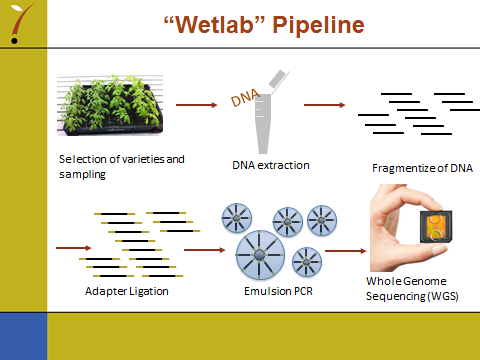 “Wetlab” Pipeline
DNA
Selection of varieties and
sampling
DNA extraction
Fragmentize of DNA
Adapter Ligation
Emulsion PCR
Whole Genome
Sequencing (WGS)